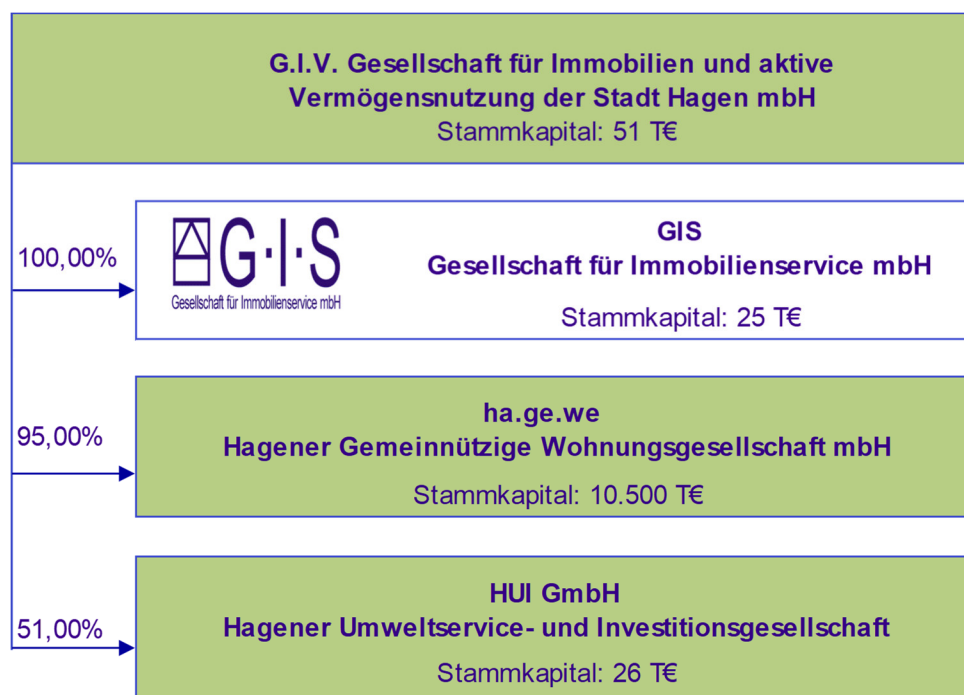 G.I.V. Gesellschaft für Immobilien und aktive
Vermögensnutzung der Stadt Hagen mbH
Stammkapital: 51 T€
100,00%
G·I·S
Gesellschaft für Immobilienservice mbH
GIS
Gesellschaft für Immobilienservice mbH
Stammkapital: 25 T€
95,00%
ha.ge.we
Hagener Gemeinnützige Wohnungsgesellschaft mbH
Stammkapital: 10.500 T€
51,00%
HUI GmbH
Hagener Umweltservice- und Investitionsgesellschaft
Stammkapital: 26 T€